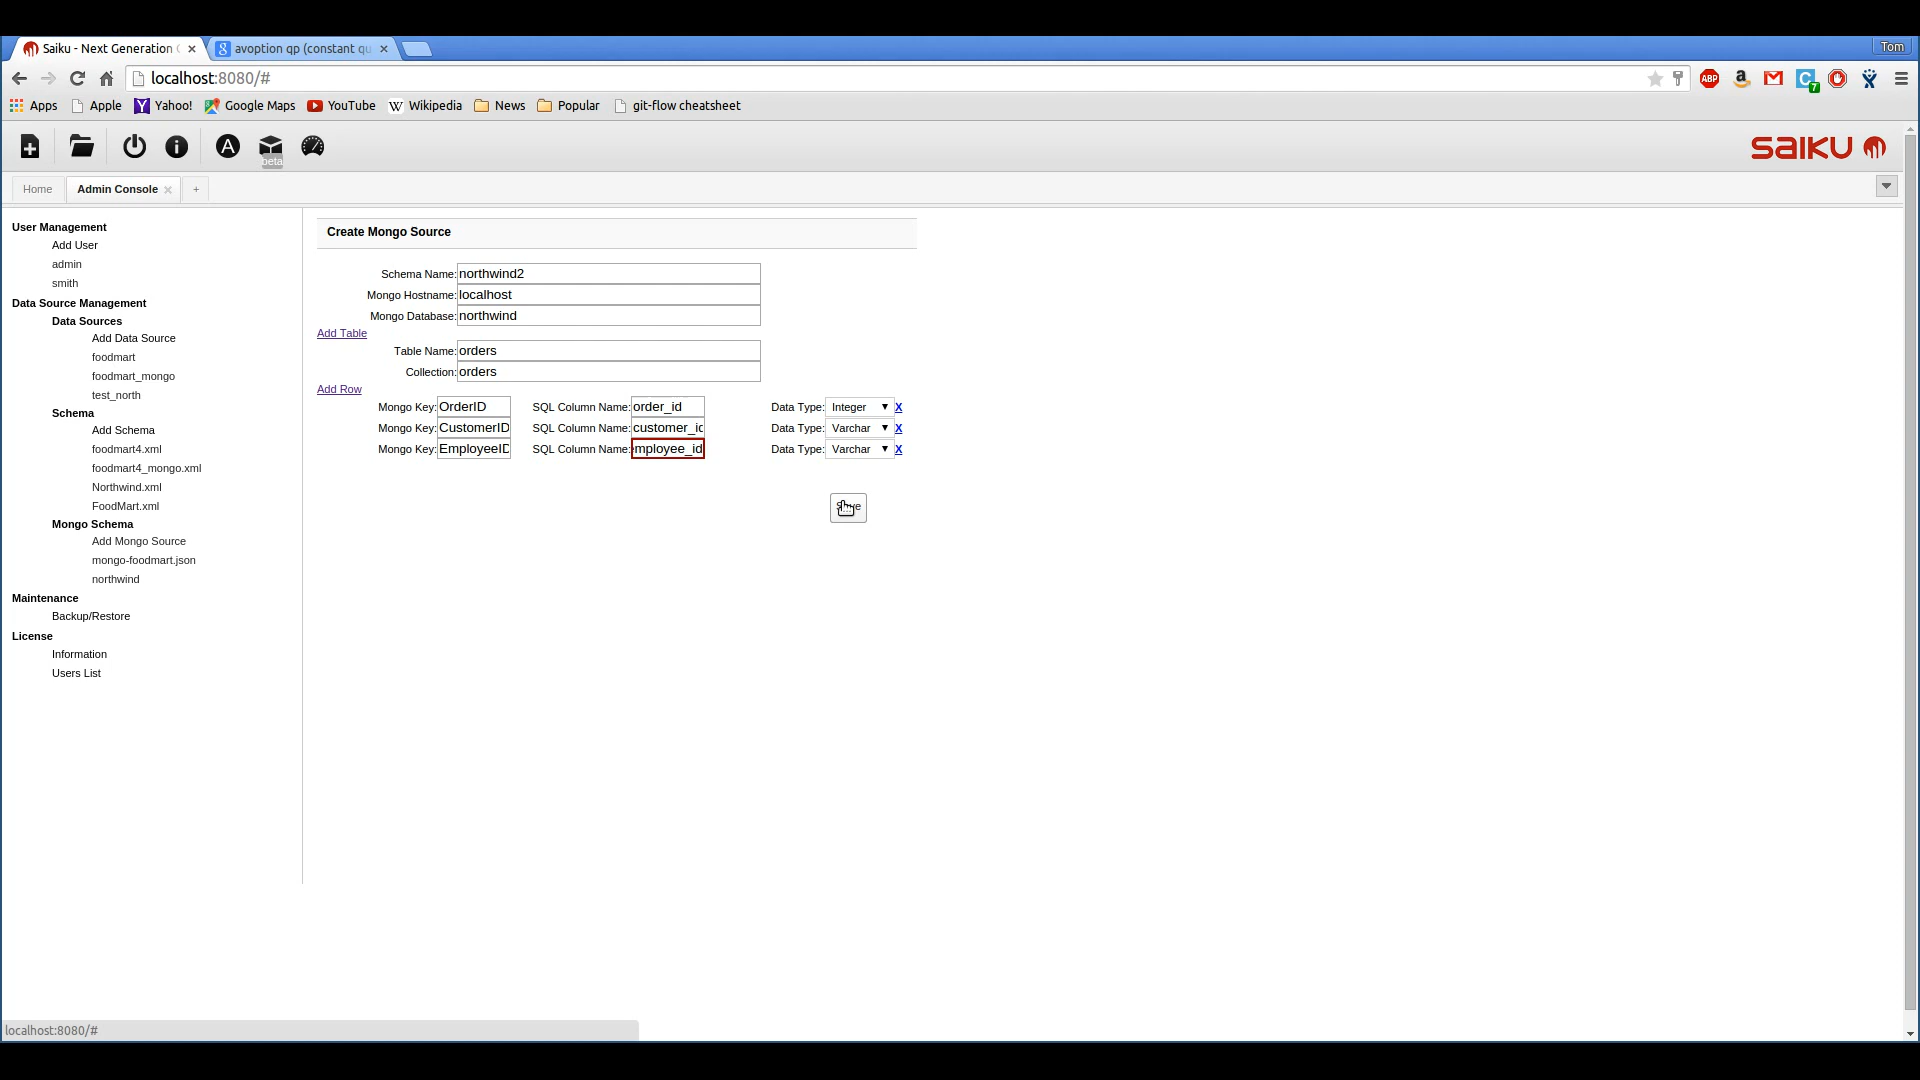 Saiku - Next Generation
avoption qp (constant qu
Tom
localhost:8080/#
ABP
7
Apps
Apple
Yahoo!
Google Maps
YouTube
Wikipedia
News
Popular
git-flow cheatsheet
beta
saiku
Home
Admin Console
+
User Management
Add User
admin
smith
Data Source Management
Data Sources
Add Data Source
foodmart
foodmart_mongo
test_north
Schema
Add Schema
foodmart4.xml
foodmart4_mongo.xml
Northwind.xml
FoodMart.xml
Mongo Schema
Add Mongo Source
mongo-foodmart.json
northwind
Maintenance
Backup/Restore
License
Information
Users List
Create Mongo Source
Schema Name: northwind2
Mongo Hostname: localhost
Mongo Database: northwind
Add Table
Table Name: orders
Collection: orders
Add Row
Mongo Key: OrderID SQL Column Name: order_id Data Type: Integer X
Mongo Key: CustomerID SQL Column Name: customer_id Data Type: Varchar X
Mongo Key: EmployeeID SQL Column Name: mployee_id Data Type: Varchar X
localhost:8080/#